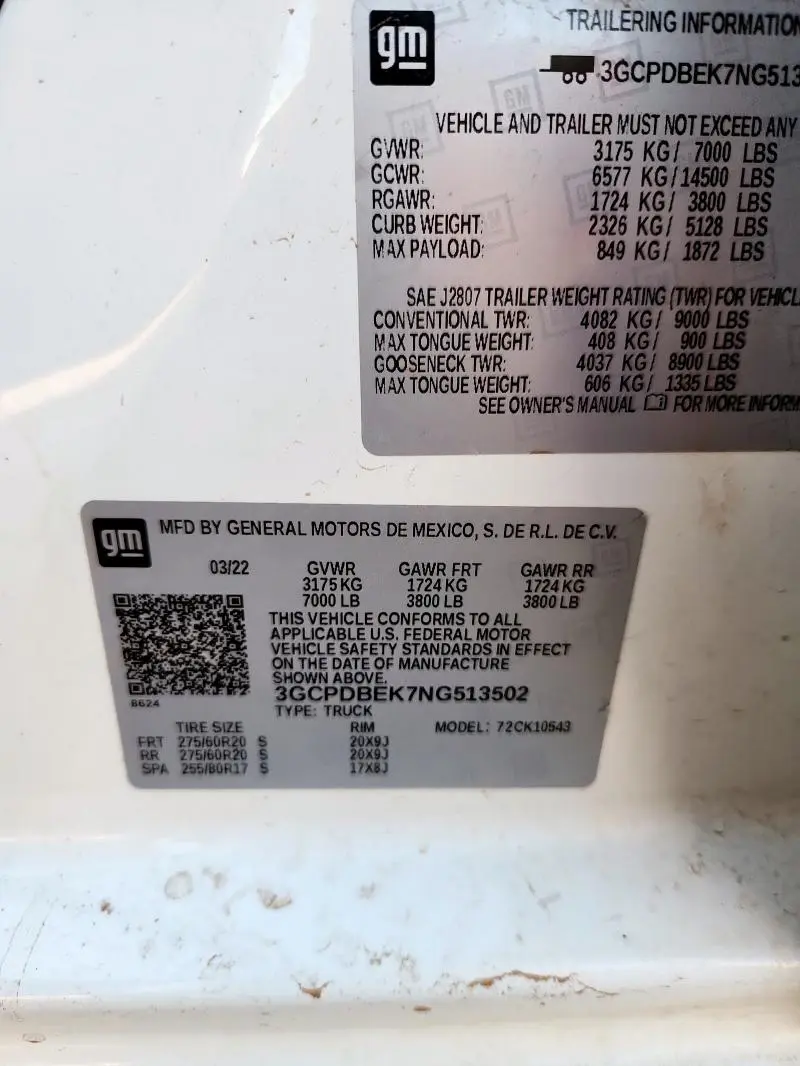 gm
TRAILERING INFORMATION
3GCPDBEK7NG513
VEHICLE AND TRAILER MUST NOT EXCEED ANY
GVWR: 3175 KG/ 7000 LBS
GCWR: 6577 KG/14500 LBS
RGAWR: 1724 KG/ 3800 LBS
CURB WEIGHT: 2326 KG/ 5128 LBS
MAX PAYLOAD: 849 KG/ 1872 LBS
SAE J2807 TRAILER WEIGHT RATING (TWR) FOR VEHICL
CONVENTIONAL TWR: 4082 KG/ 9000 LBS
MAX TONGUE WEIGHT: 408 KG/ 900 LBS
GOOSENECK TWR: 4037 KG/ 8900 LBS
MAX TONGUE WEIGHT: 606 KG/ 1335 LBS
SEE OWNER'S MANUAL FOR MORE INFORM
gm
MFD BY GENERAL MOTORS DE MEXICO, S. DE R.L. DE C.V.
03/22 GVWR GAWR FRT GAWR RR
3175 KG 1724 KG 1724 KG
7000 LB 3800 LB 3800 LB
THIS VEHICLE CONFORMS TO ALL
APPLICABLE U.S. FEDERAL MOTOR
VEHICLE SAFETY STANDARDS IN EFFECT
ON THE DATE OF MANUFACTURE
SHOWN ABOVE.
3GCPDBEK7NG513502
8624
TYPE: TRUCK
TIRE SIZE RIM MODEL: 72CK10543
FRT 275/60R20 S 20X9J
RR 275/60R20 S 20X9J
SPA 255/80R17 S 17X8J